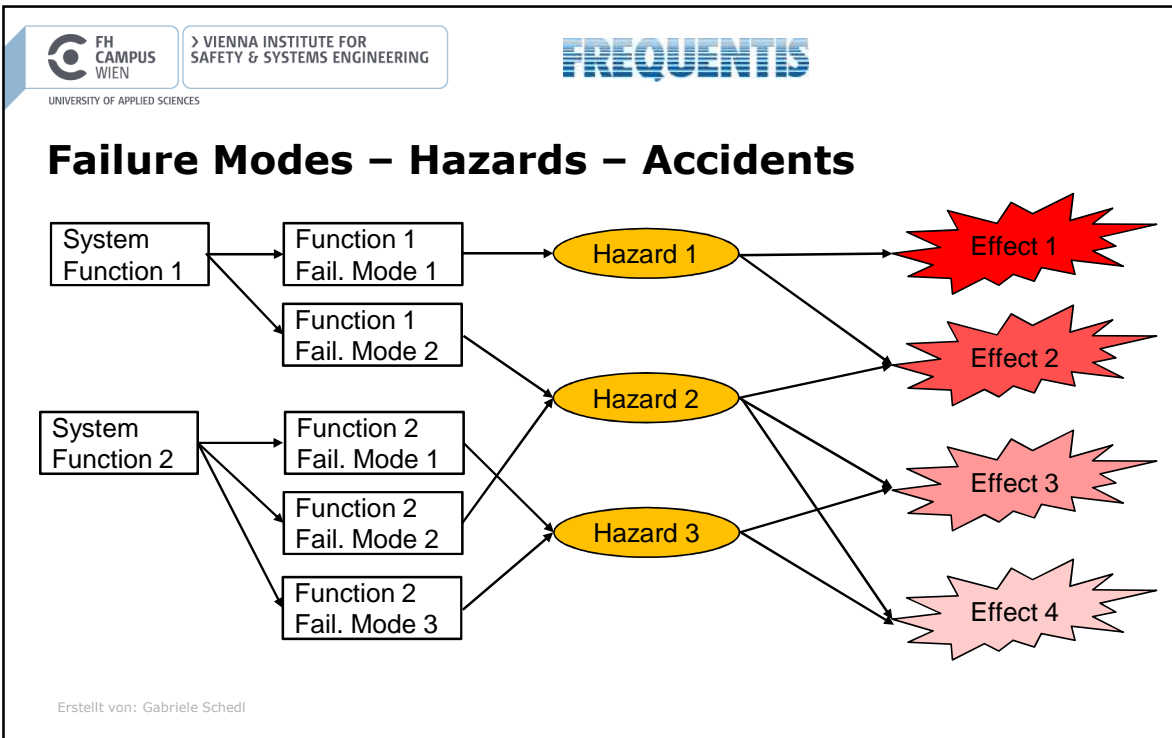 FH
CAMPUS
WIEN
> VIENNA INSTITUTE FOR
SAFETY & SYSTEMS ENGINEERING
UNIVERSITY OF APPLIED SCIENCES
FREQUENTIS
Failure Modes – Hazards – Accidents
System
Function 1
Function 1
Fail. Mode 1
Hazard 1
Effect 1
Function 1
Fail. Mode 2
Effect 2
System
Function 2
Function 2
Fail. Mode 1
Hazard 2
Effect 3
Function 2
Fail. Mode 2
Hazard 3
Function 2
Fail. Mode 3
Effect 4
Erstellt von: Gabriele Schedl